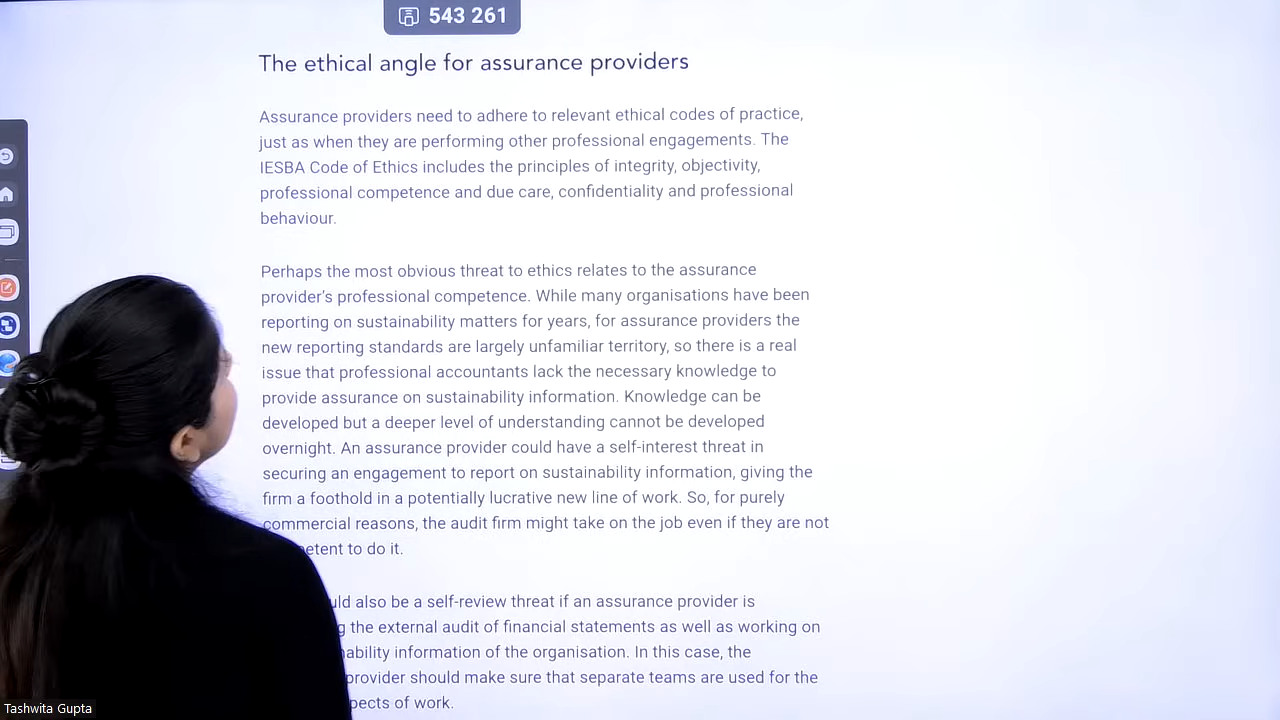 543 261
The ethical angle for assurance providers
Assurance providers need to adhere to relevant ethical codes of practice,
just as when they are performing other professional engagements. The
IESBA Code of Ethics includes the principles of integrity, objectivity,
professional competence and due care, confidentiality and professional
behaviour.
Perhaps the most obvious threat to ethics relates to the assurance
provider's professional competence. While many organisations have been
reporting on sustainability matters for years, for assurance providers the
new reporting standards are largely unfamiliar territory, so there is a real
issue that professional accountants lack the necessary knowledge to
provide assurance on sustainability information. Knowledge can be
developed but a deeper level of understanding cannot be developed
overnight. An assurance provider could have a self-interest threat in
securing an engagement to report on sustainability information, giving the
firm a foothold in a potentially lucrative new line of work. So, for purely
commercial reasons, the audit firm might take on the job even if they are not
to do it.
also be a self-review threat if an assurance provider is
the external audit of financial statements as well as working on
information of the organisation. In this case, the
provider should make sure that separate teams are used for the
of work.
Tashwita Gupta